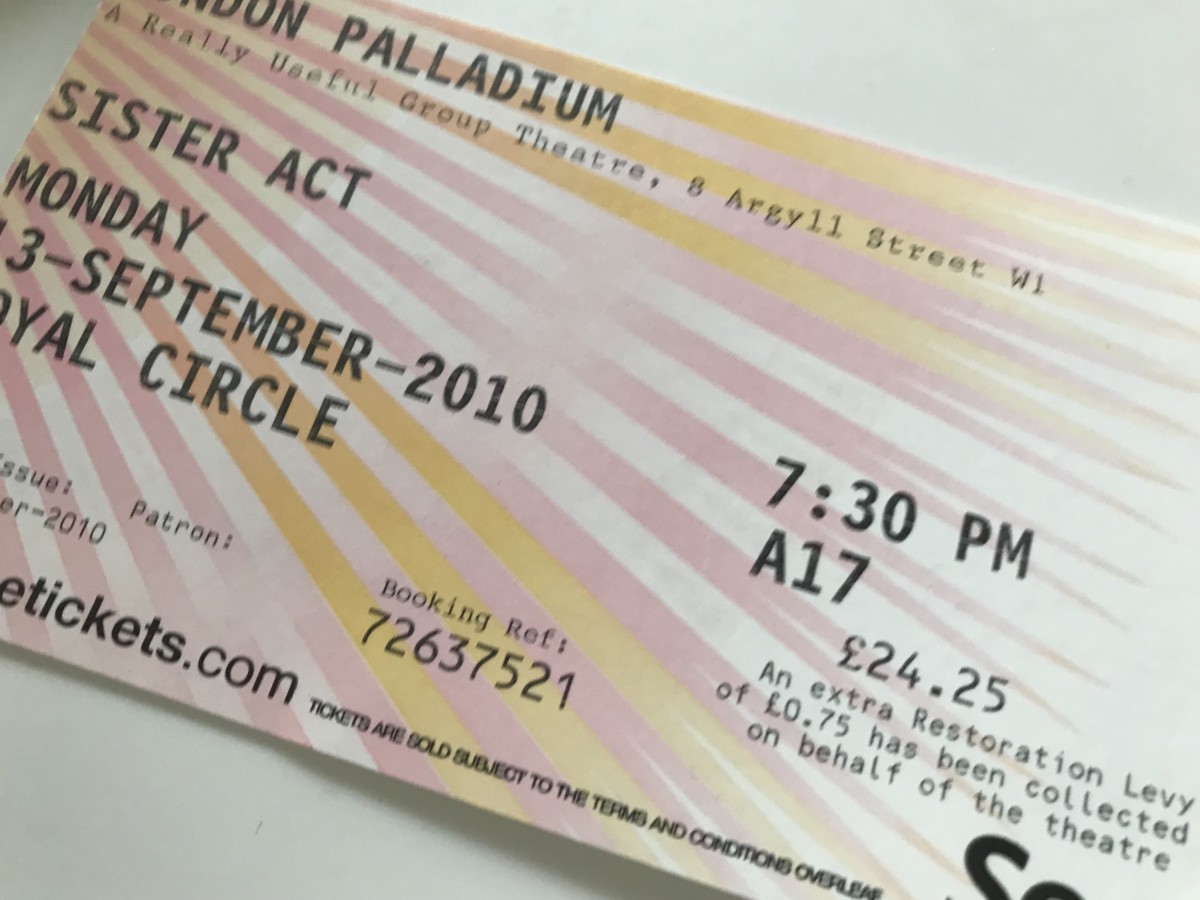 NDON PALLADIUM
A Really Useful Group Theatre, 8 Argyll Street W1
SISTER ACT
MONDAY
13-SEPTEMBER-2010
OYAL CIRCLE
7:30 PM
A17
ssue:
er-2010
Patron:
Booking Ref:
72637521
£24.25
An extra Restoration Levy
of £0.75 has been collected
on behalf of the theatre
etickets.com
TICKETS ARE SOLD SUBJECT TO THE TERMS AND CONDITIONS OVERLEAF